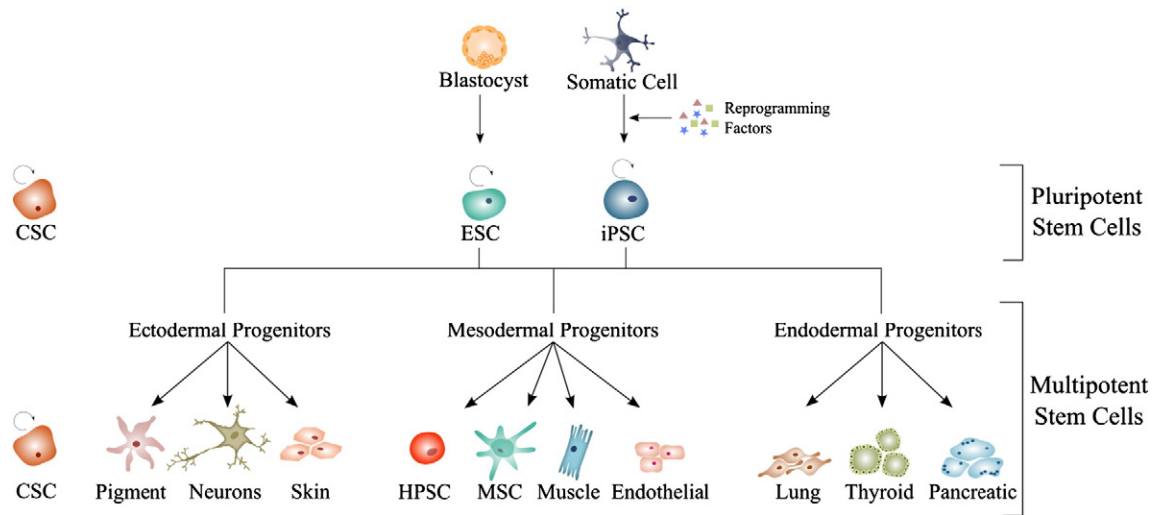 Blastocyst
Somatic Cell
Reprogramming
Factors
CSC
ESC
iPSC
Pluripotent
Stem Cells
Ectodermal Progenitors
Mesodermal Progenitors
Endodermal Progenitors
Multipotent
Stem Cells
CSC
Pigment
Neurons
Skin
HPSC
MSC
Muscle
Endothelial
Lung
Thyroid
Pancreatic